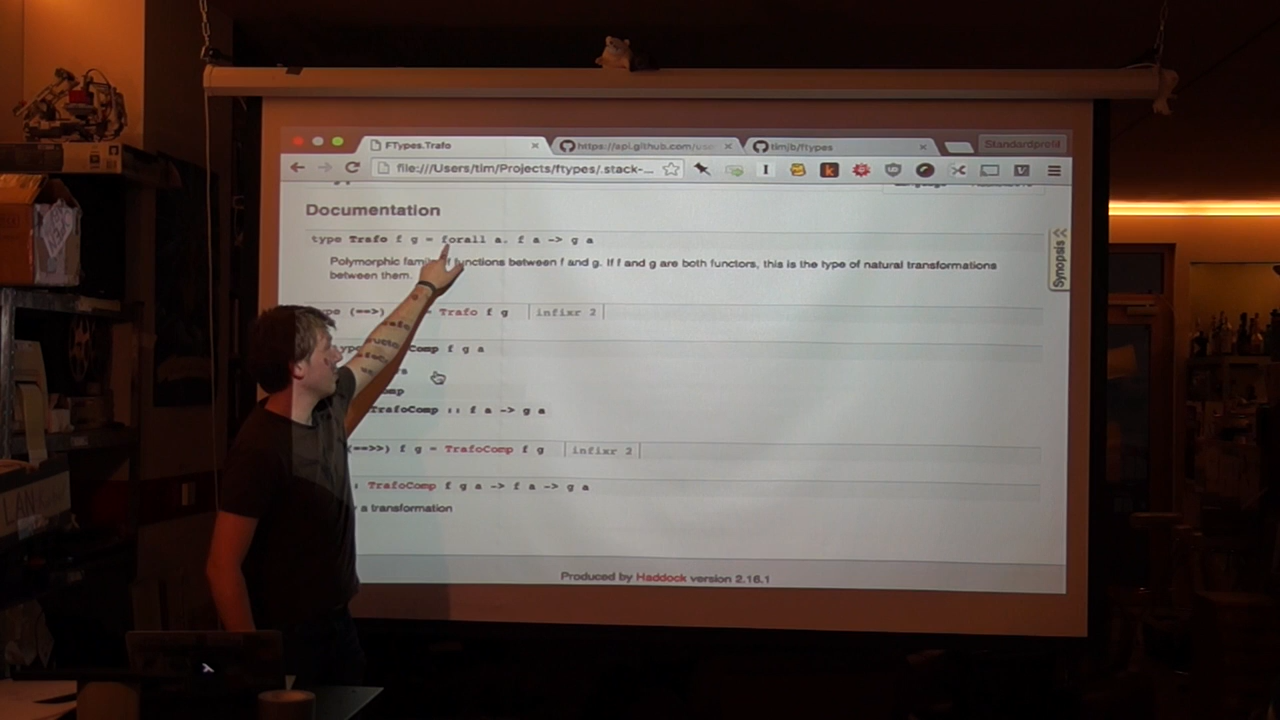 FTypes.Trafo
https://api.github.com/use
timjb/ftypes
Standardprofil
file:///Users/tim/Projects/ftypes/.stack-...
Documentation
type Trafo f g = forall a. f a -> g a
Polymorphic family of functions between f and g. If f and g are both functors, this is the type of natural transformations
between them.
Synopsis
(==>) = Trafo f g infixr 2
type Comp f g a
TrafoComp :: f a -> g a
(==>>) f g = TrafoComp f g infixr 2
: TrafoComp f g a -> f a -> g a
a transformation
Produced by Haddock version 2.16.1
LAN